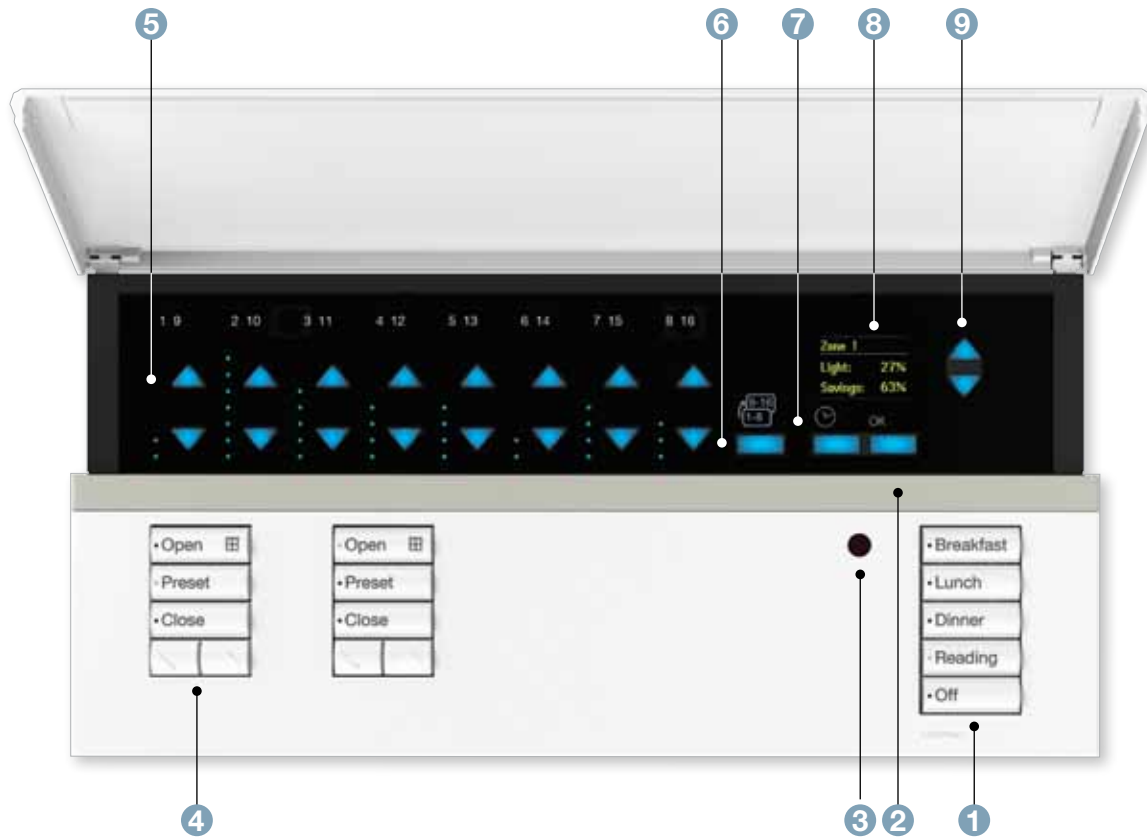 5 6 7 8 9
1 9 2 10 3 11 4 12 5 13 6 14 7 15 8 16
Zone 1
Light: 27%
Savings: 63%
9-16
1-8
OK
Open
Preset
Close
Open
Preset
Close
Breakfast
Lunch
Dinner
Reading
Off
4 3 2 1